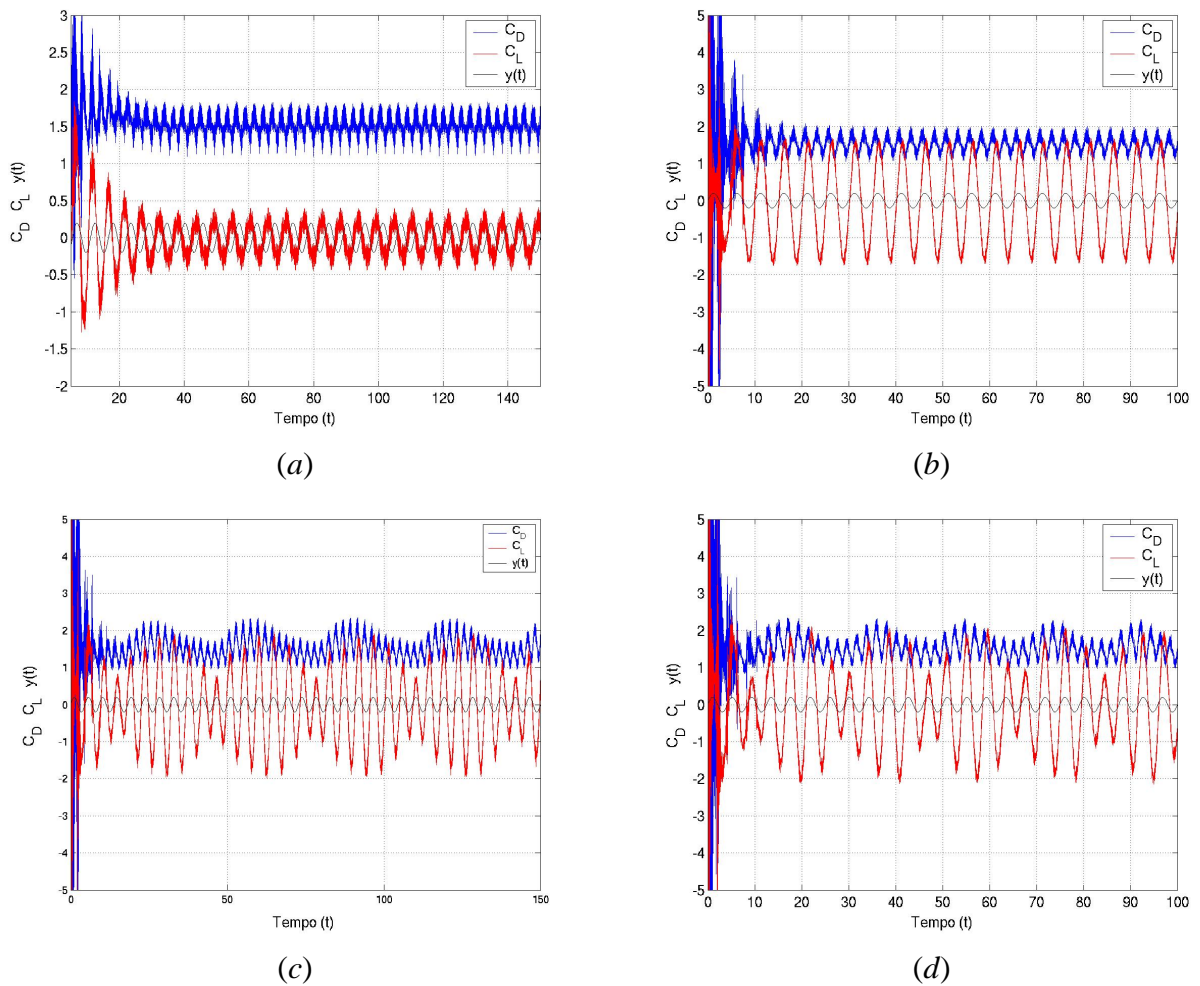 3
2.5
2
1.5
1
0.5
0
-0.5
-1
-1.5
-2
C_D C_L y(t)
20 40 60 80 100 120 140
Tempo (t)
C_D
C_L
y(t)
(a)
5
4
3
2
1
0
-1
-2
-3
-4
-5
C_D C_L y(t)
0 10 20 30 40 50 60 70 80 90 100
Tempo (t)
C_D
C_L
y(t)
(b)
5
4
3
2
1
0
-1
-2
-3
-4
-5
C_D C_L y(t)
0 50 100 150
Tempo (t)
C_D
C_L
y(t)
(c)
5
4
3
2
1
0
-1
-2
-3
-4
-5
C_D C_L y(t)
0 10 20 30 40 50 60 70 80 90 100
Tempo (t)
C_D
C_L
y(t)
(d)